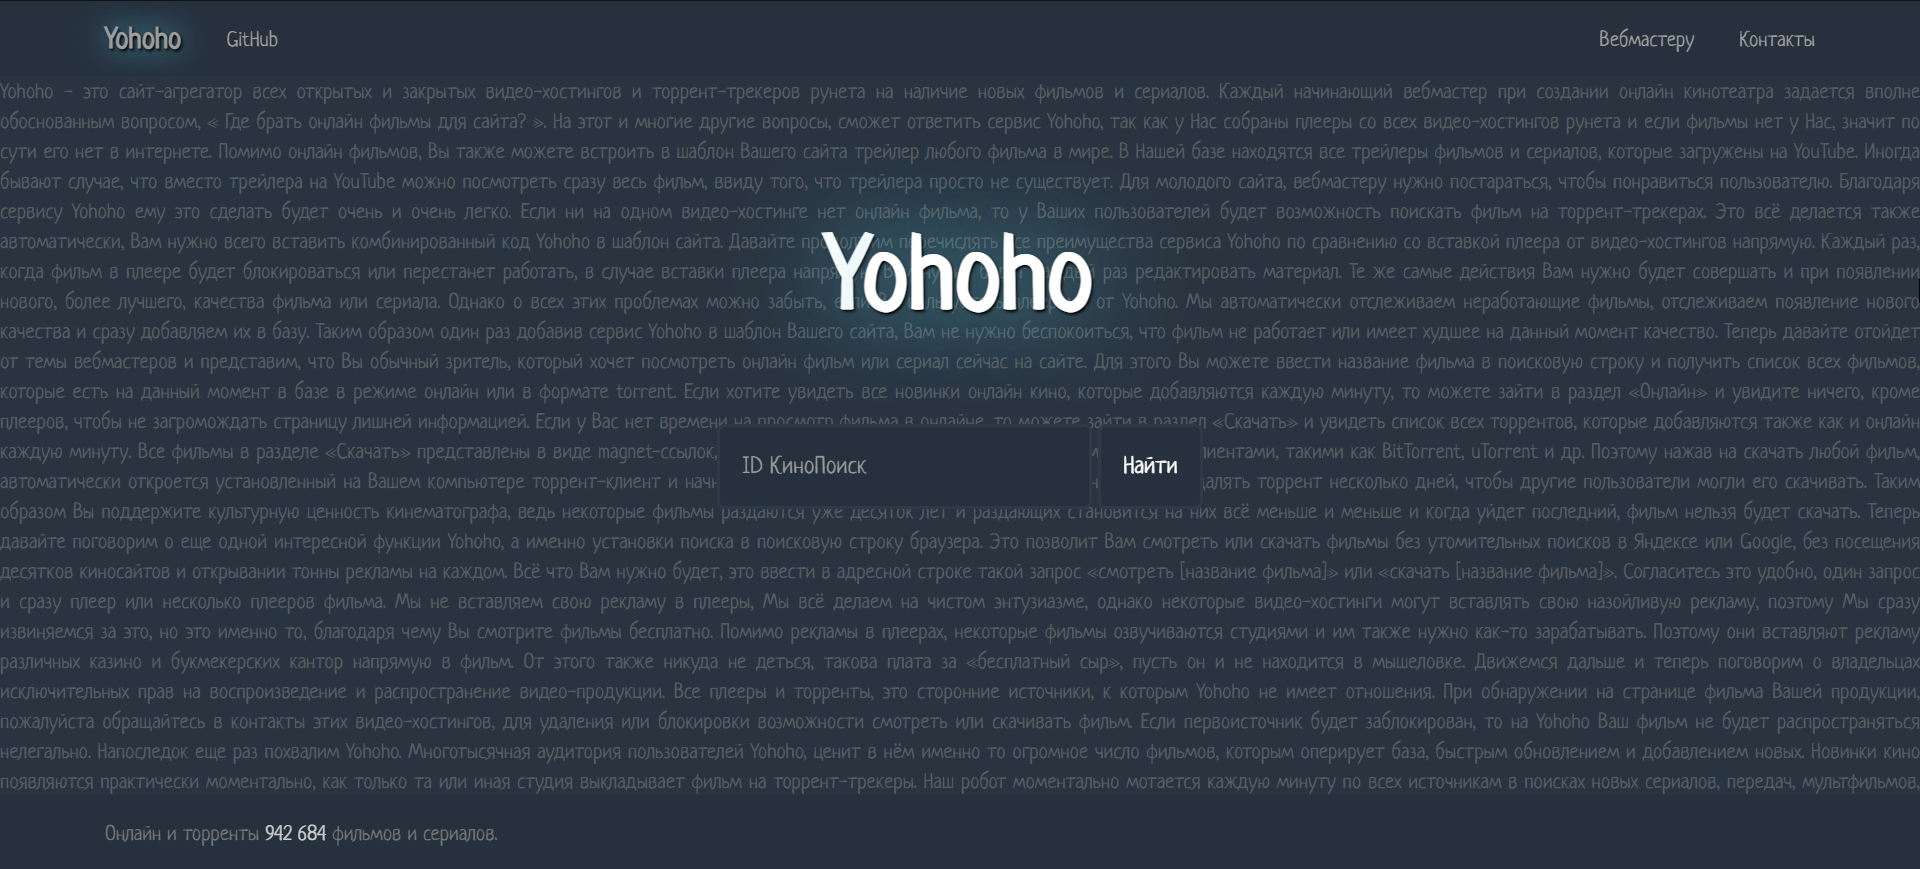 Yohoho GitHub Вебмастеру Контакты
Yohoho - это сайт-агрегатор всех открытых и закрытых видео-хостингов и торрент-трекеров рунета на наличие новых фильмов и сериалов. Каждый начинающий вебмастер при создании онлайн кинотеатра задается вполне
обоснованным вопросом, « Где брать онлайн фильмы для сайта? ». На этот и многие другие вопросы, сможет ответить сервис Yohoho, так как у Нас собраны плееры со всех видео-хостингов рунета и если фильмы нет у Нас, значит по
сути его нет в интернете. Помимо онлайн фильмов, Вы также можете встроить в шаблон Вашего сайта трейлер любого фильма в мире. В Нашей базе находятся все трейлеры фильмов и сериалов, которые загружены на YouTube. Иногда
бывают случае, что вместо трейлера на YouTube можно посмотреть сразу весь фильм, ввиду того, что трейлера просто не существует. Для молодого сайта, вебмастеру нужно постараться, чтобы понравиться пользователю. Благодаря
сервису Yohoho ему это сделать будет очень и очень легко. Если ни на одном видео-хостинге нет онлайн фильма, то у Ваших пользователей будет возможность поискать фильм на торрент-трекерах. Это всё делается также
автоматически, Вам нужно всего вставить комбинированный код Yohoho в шаблон сайта. Давайте продолжим перечислять все преимущества сервиса Yohoho по сравнению со вставкой плеера от видео-хостингов напрямую. Каждый раз,
когда фильм в плеере будет блокироваться или перестанет работать, в случае вставки плеера раз редактировать материал. Те же самые действия Вам нужно будет совершать и при появлении
нового, более лучшего, качества фильма или сериала. Однако о всех этих проблемах можно забыть, от Yohoho. Мы автоматически отслеживаем неработающие фильмы, отслеживаем появление нового
Yohoho
качества и сразу добавляем их в базу. Таким образом один раз добавив сервис Yohoho в шаблон Вашего сайта, Вам не нужно беспокоиться, что фильм не работает или имеет худшее на данный момент качество. Теперь давайте отойдет
от темы вебмастеров и представим, что Вы обычный зритель, который хочет посмотреть онлайн фильм или сериал сейчас на сайте. Для этого Вы можете ввести название фильма в поисковую строку и получить список всех фильмов,
которые есть на данный момент в базе в режиме онлайн или в формате torrent. Если хотите увидеть все новинки онлайн кино, которые добавляются каждую минуту, то можете зайти в раздел «Онлайн» и увидите ничего, кроме
плееров, чтобы не загромождать страницу лишней информацией. Если у Вас нет времени на просмотр фильма в онлайне, то можете зайти в раздел «Скачать» и увидеть список всех торрентов, которые добавляются также как и онлайн
каждую минуту. Все фильмы в разделе «Скачать» представлены в виде magnet-ссылок, такими как BitTorrent, uTorrent и др. Поэтому нажав на скачать любой фильм,
ID КиноПоиск Найти
автоматически откроется установленный на Вашем компьютере торрент-клиент и торрент несколько дней, чтобы другие пользователи могли его скачивать. Таким
образом Вы поддержите культурную ценность кинематографа, ведь некоторые фильмы раздаются уже десяток лет и раздающих становится на них всё меньше и меньше и когда уйдет последний, фильм нельзя будет скачать. Теперь
давайте поговорим о еще одной интересной функции Yohoho, а именно установки поиска в поисковую строку браузера. Это позволит Вам смотреть или скачать фильмы без утомительных поисков в Яндексе или Google, без посещения
десятков киносайтов и открывании тонны рекламы на каждом. Всё что Вам нужно будет, это ввести в адресной строке такой запрос «смотреть [название фильма]» или «скачать [название фильма]». Согласитесь это удобно, один запрос
и сразу плеер или несколько плееров фильма. Мы не вставляем свою рекламу в плееры, Мы всё делаем на чистом энтузиазме, однако некоторые видео-хостинги могут вставлять свою назойливую рекламу, поэтому Мы сразу
извиняемся за это, но это именно то, благодаря чему Вы смотрите фильмы бесплатно. Помимо рекламы в плеерах, некоторые фильмы озвучиваются студиями и им также нужно как-то зарабатывать. Поэтому они вставляют рекламу
различных казино и букмекерских кантор напрямую в фильм. От этого также никуда не деться, такова плата за «бесплатный сыр», пусть он и не находится в мышеловке. Движемся дальше и теперь поговорим о владельцах
исключительных прав на воспроизведение и распространение видео-продукции. Все плееры и торренты, это сторонние источники, к которым Yohoho не имеет отношения. При обнаружении на странице фильма Вашей продукции,
пожалуйста обращайтесь в контакты этих видео-хостингов, для удаления или блокировки возможности смотреть или скачивать фильм. Если первоисточник будет заблокирован, то на Yohoho Ваш фильм не будет распространяться
нелегально. Напоследок еще раз похвалим Yohoho. Многотысячная аудитория пользователей Yohoho, ценит в нём именно то огромное число фильмов, которым оперирует база, быстрым обновлением и добавлением новых. Новинки кино
появляются практически моментально, как только та или иная студия выкладывает фильм на торрент-трекеры. Наш робот моментально мотается каждую минуту по всех источникам в поисках новых сериалов, передач, мультфильмов,
Онлайн и торренты 942 684 фильмов и сериалов.